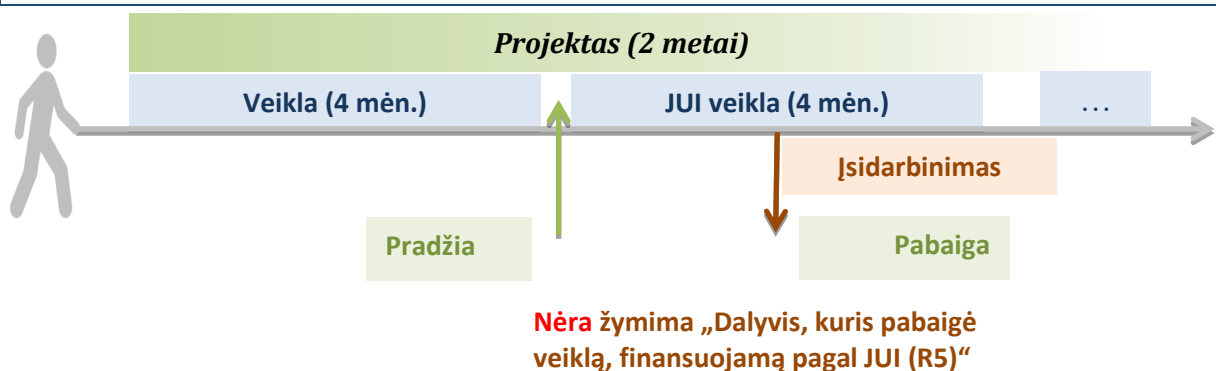 Projektas (2 metai)
Veikla (4 mėn.)
JUI veikla (4 mėn.)
...
Įsidarbinimas
Pradžia
Pabaiga
Nėra žymima „Dalyvis, kuris pabaigė
veiklą, finansuojamą pagal JUI (R5)“